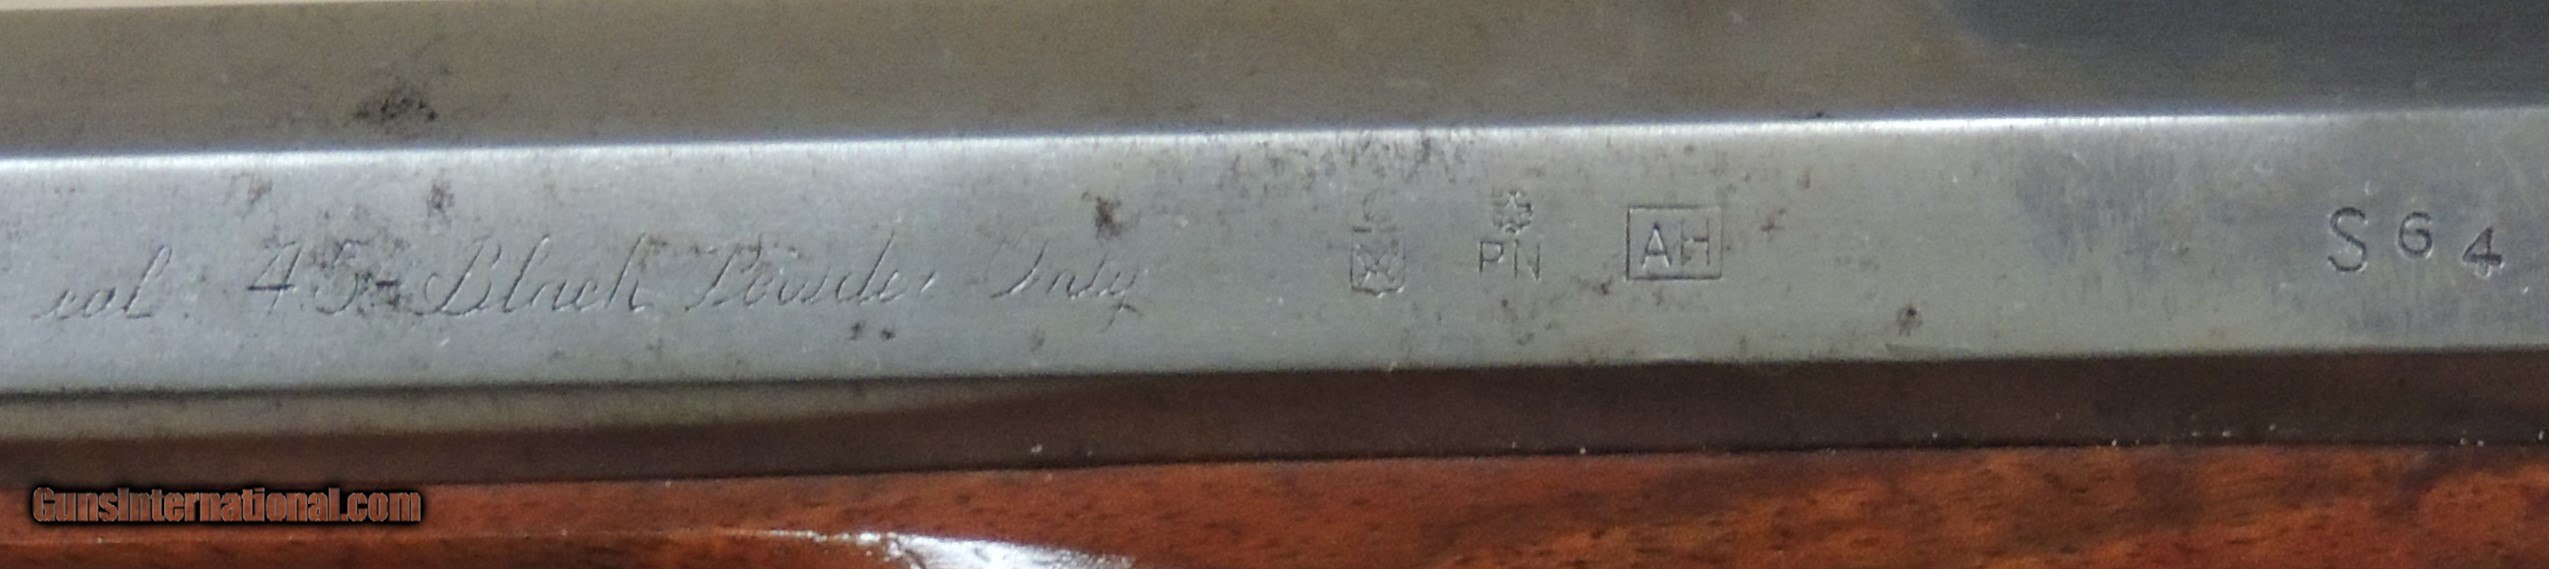 cal. 45 - Black Powder Only PN AH S64
GunsInternational.com